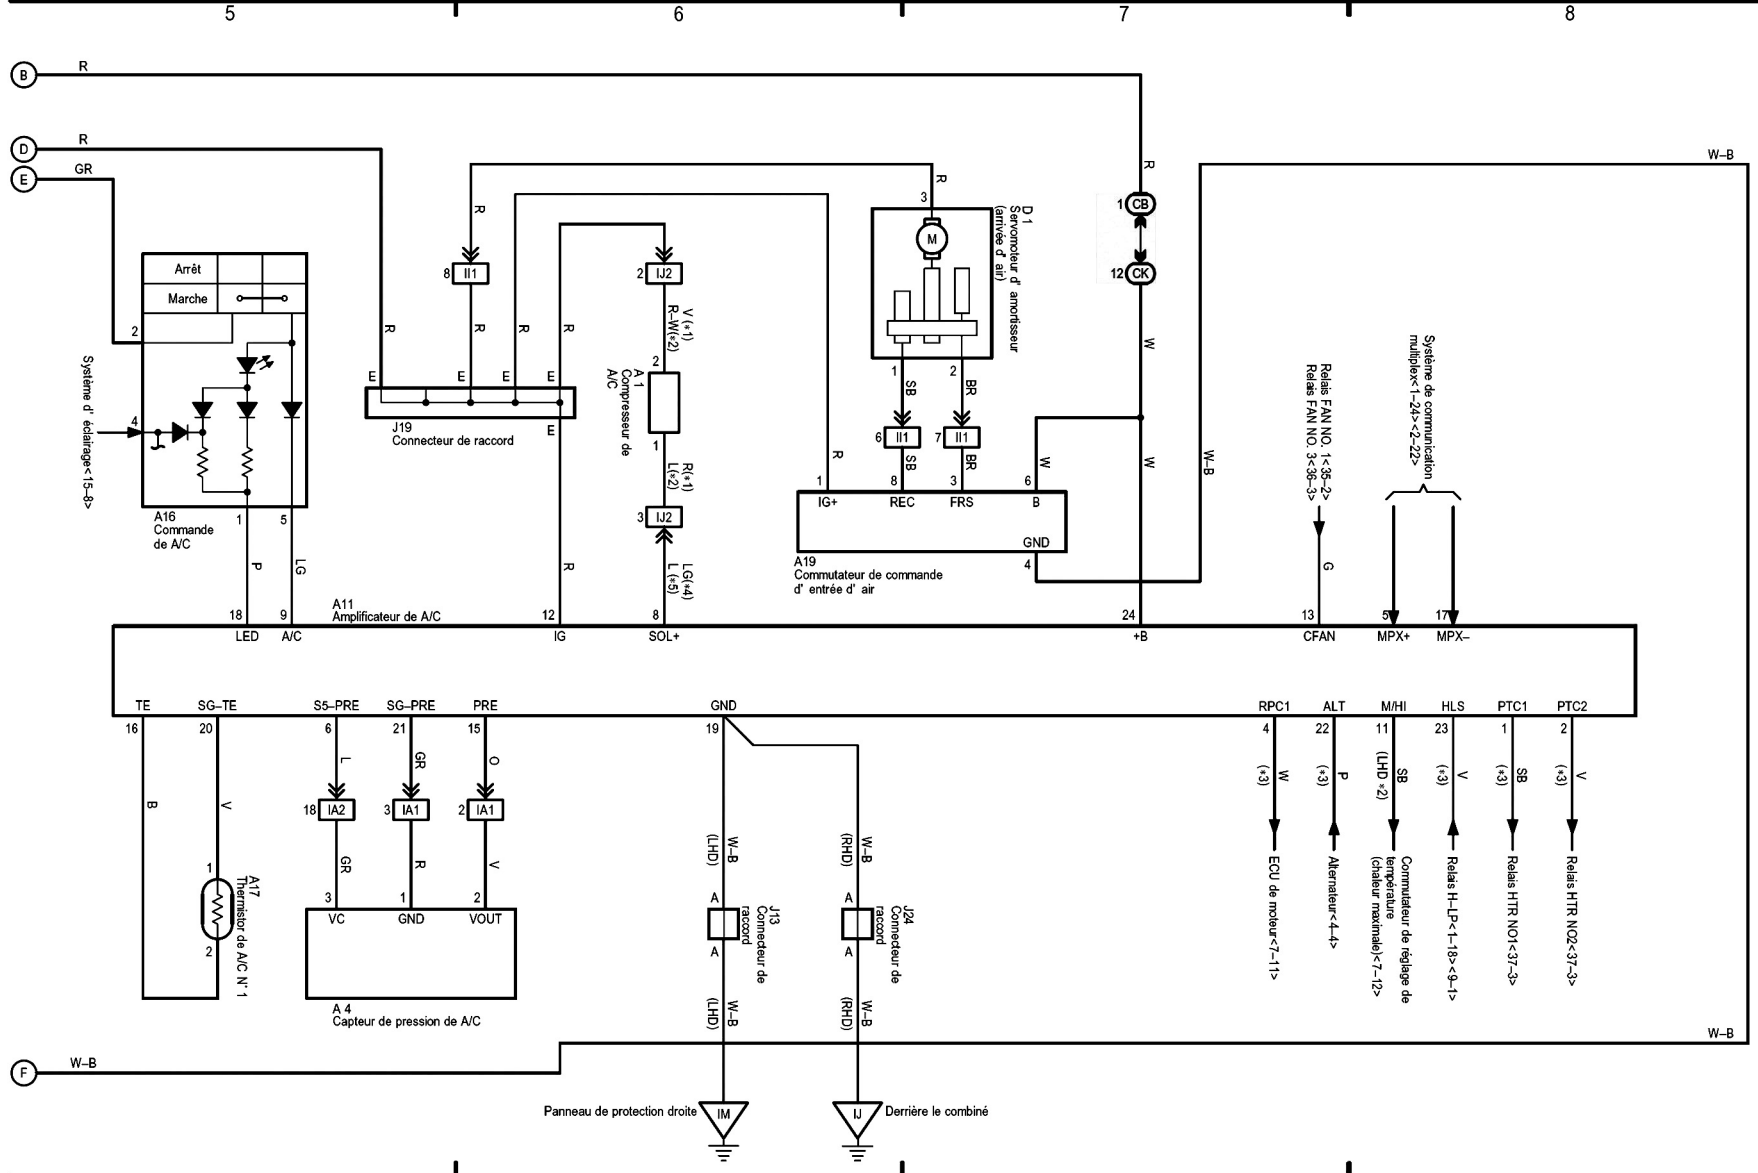 5
6
7
8
B
R
D
R
E
GR
W–B
R
1
CB
12
CK
R
8
II1
R
2
IJ2
R
3
D 1
Servomoteur d' amortisseur
(arrivée d' air)
M
Arrêt
Marche
2
4
Système d' éclairage<15–8>
A16
Commande
de A/C
1
5
P
LG
R
R
R
R
E
E
E
E
E
J19
Connecteur de raccord
V (*1)
R–W(*2)
2
A 1
Compresseur de
A/C
1
R(*1)
L(*2)
3
IJ2
LG(*4)
L (*5)
1
SB
2
BR
6
II1
7
II1
SB
BR
R
W
W
W
W–B
1
8
3
6
IG+
REC
FRS
B
GND
4
A19
Commutateur de commande
d' entrée d' air
Relais FAN NO. 1<35–2>
Relais FAN NO. 3<36–3>
G
Système de communication
multiplex<1–24><2–22>
A11
Amplificateur de A/C
R
18
9
12
8
24
13
5
17
LED
A/C
IG
SOL+
+B
CFAN
MPX+
MPX–
TE
SG–TE
S5–PRE
SG–PRE
PRE
GND
RPC1
ALT
M/HI
HLS
PTC1
PTC2
16
20
6
21
15
19
4
22
11
23
1
2
B
V
L
GR
O
18
IA2
3
IA1
2
IA1
GR
R
V
3
1
2
VC
GND
VOUT
A 4
Capteur de pression de A/C
1
A17
Thermistor de A/C N° 1
2
W–B
(LHD)
A
J13
Connecteur de
raccord
A
W–B
(LHD)
W–B
(RHD)
A
J24
Connecteur de
raccord
A
W–B
(RHD)
W
(*3)
ECU de moteur<7–11>
P
(*3)
Alternateur<4–4>
SB
(LHD *2)
Commutateur de réglage de
température
(chaleur maximale)<7–12>
V
(*3)
Relais H–LP<1–18><9–1>
SB
(*3)
Relais HTR NO1<37–3>
V
(*3)
Relais HTR NO2<37–3>
W–B
F
W–B
Panneau de protection droite
IM
IJ
Derrière le combiné